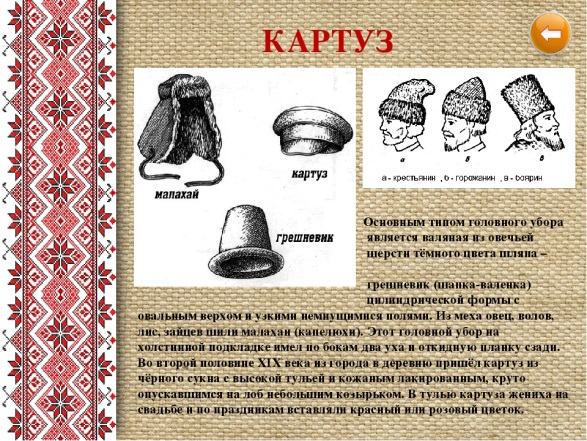 КАРТУЗ
малахай
картуз
грешневик
а
б
в
а - крестьянин , б - горожанин , в - боярин
Основным типом головного убора
является валяная из овечьей
шерсти тёмного цвета шляпа –
грешневик (шапка-валенка)
цилиндрической формы с
овальным верхом и узкими немнущимися полями. Из меха овец, волов,
лис, зайцев шили малахаи (капелюхи). Этот головной убор на
холстинной подкладке имел по бокам два уха и откидную планку сзади.
Во второй половине XIX века из города в деревню пришёл картуз из
чёрного сукна с высокой тульей и кожаным лакированным, круто
опускавшимся на лоб небольшим козырьком. В тулью картуза жениха на
свадьбе и по праздникам вставляли красный или розовый цветок.